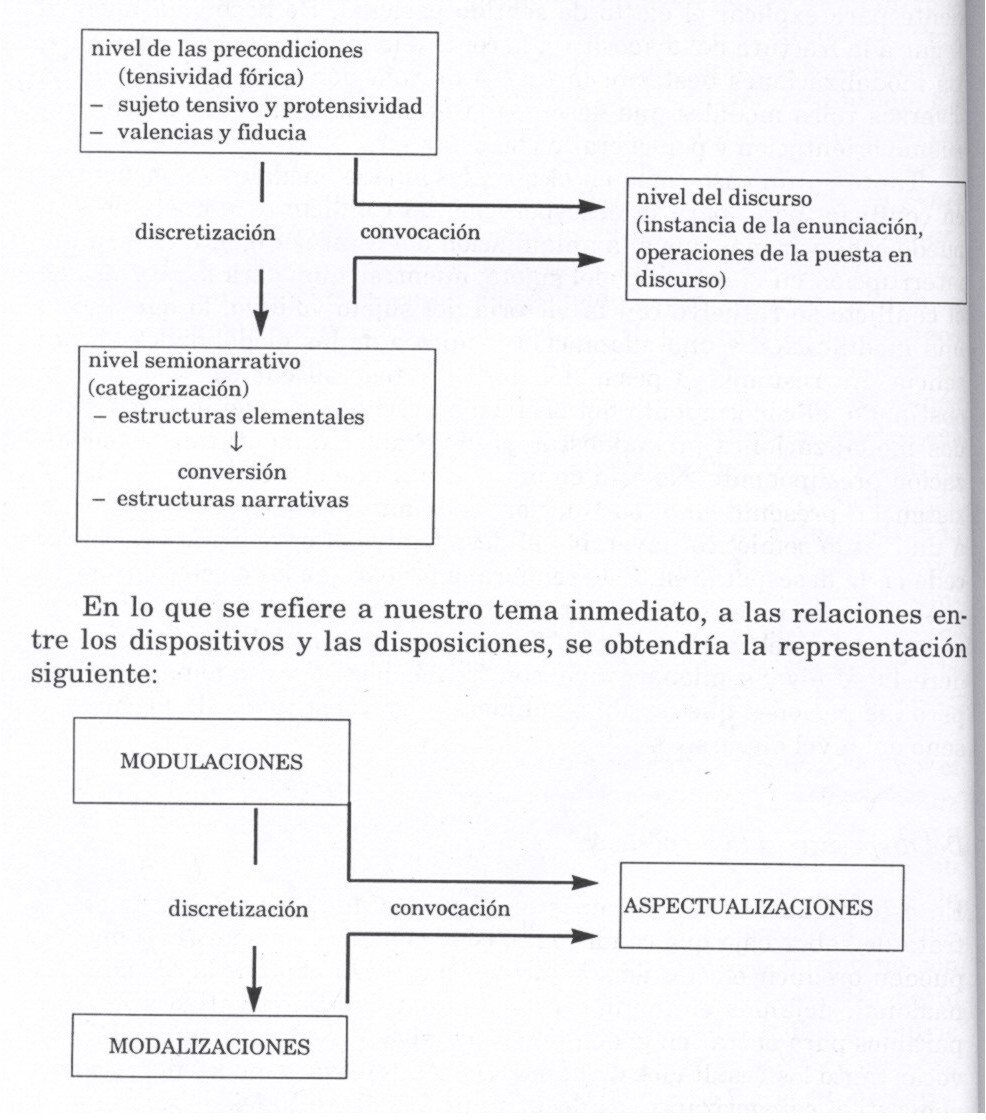 nivel de las precondiciones
(tensividad fórica)
– sujeto tensivo y protensividad
– valencias y fiducia
discretización
convocación
nivel del discurso
(instancia de la enunciación,
operaciones de la puesta en
discurso)
nivel semionarrativo
(categorización)
– estructuras elementales
↓
conversión
– estructuras narrativas
En lo que se refiere a nuestro tema inmediato, a las relaciones en-
tre los dispositivos y las disposiciones, se obtendría la representación
siguiente:
MODULACIONES
discretización
convocación
ASPECTUALIZACIONES
MODALIZACIONES